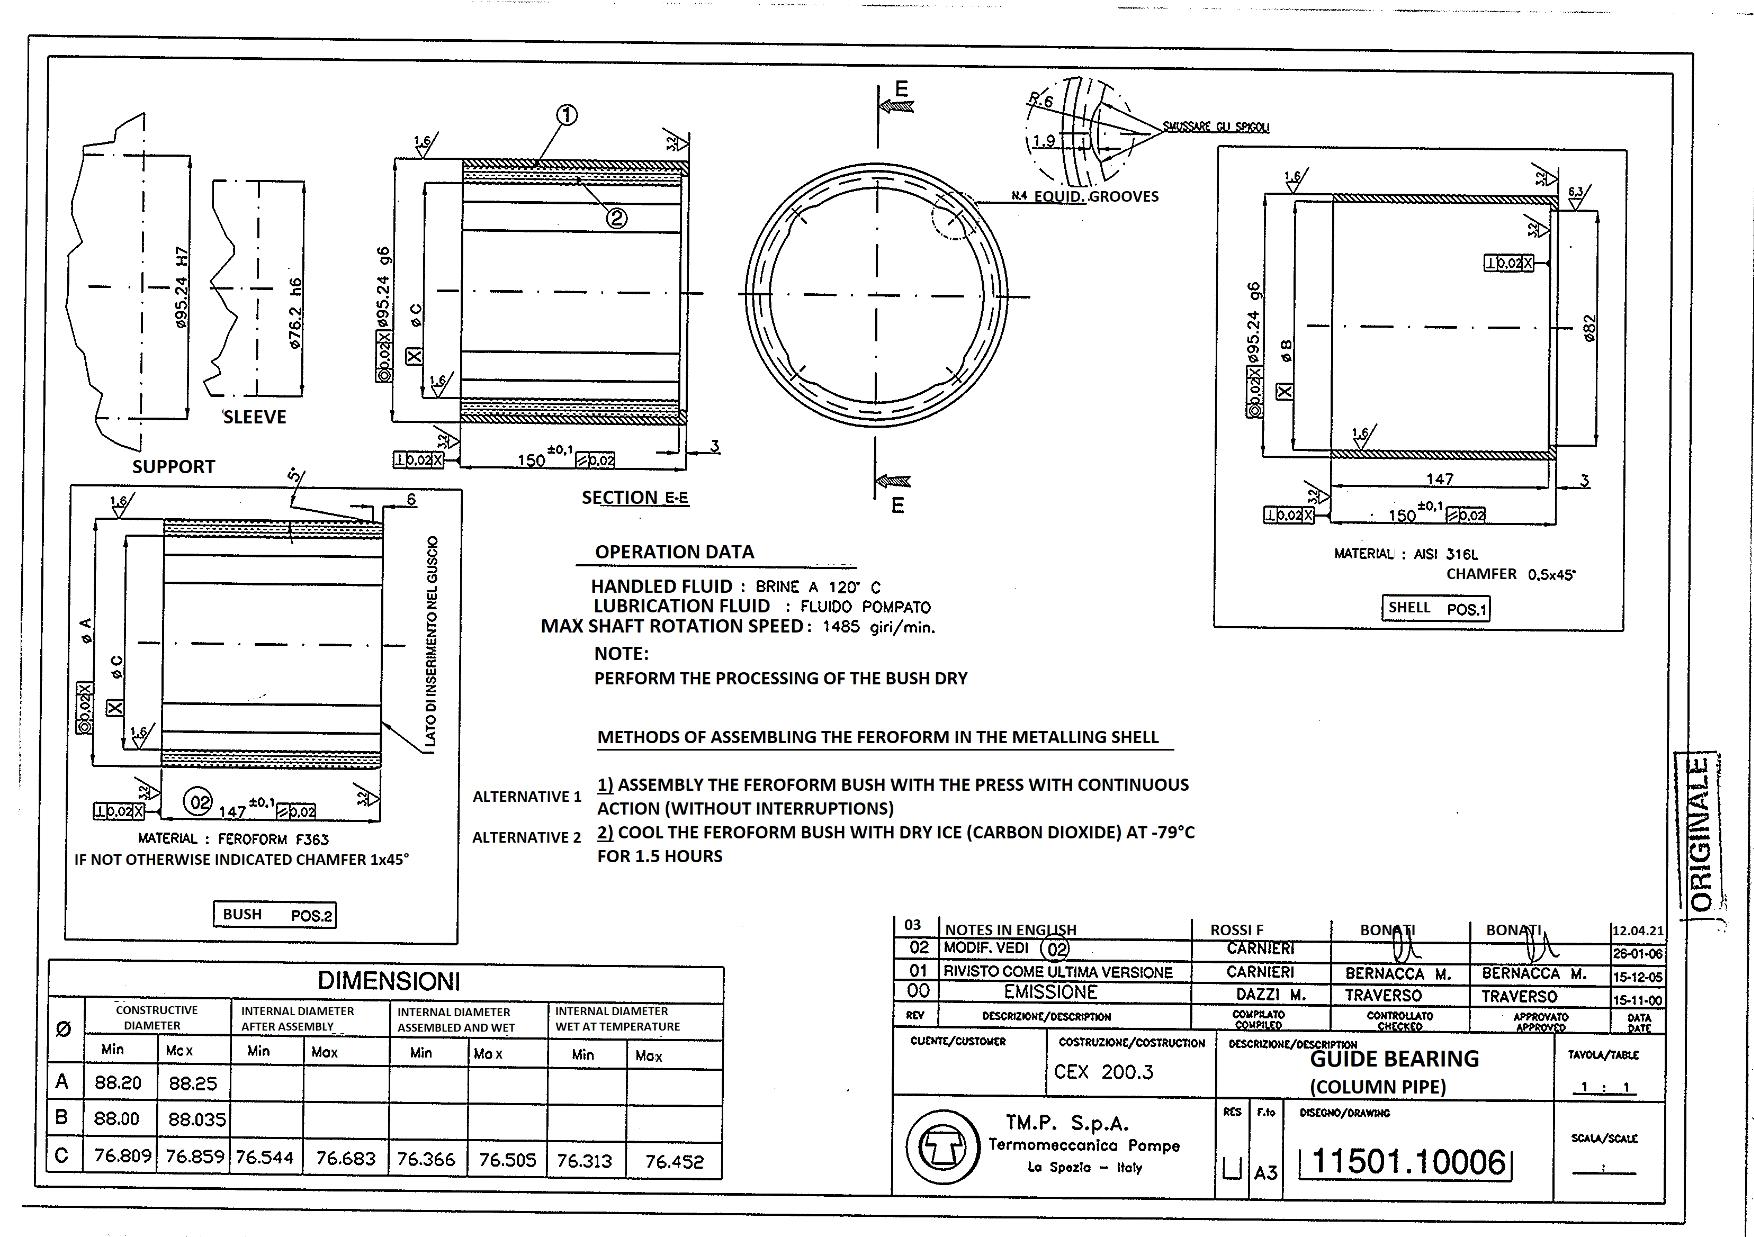 E
R.6
1.9
SMUSSARE GLI SPIGOLI
N.4 EQUID. GROOVES
1
2
1,6
3,2
ø95.24 H7
ø76.2 h6
SLEEVE
SUPPORT
0.02 X ø95.24 g6
X ø C
1,6
3,2
⊥ 0.02 X
150 ±0,1 0.02
3
SECTION E-E
E
1,6
3,2
6,3
3,2
⊥ 0.02 X
0.02 X ø95.24 g6
X ø B
ø82
1,6
147
3
3,2
⊥ 0.02 X
150 ±0,1 0.02
MATERIAL : AISI 316L
CHAMFER 0.5x45°
SHELL POS.1
5°
6
1,6
0.02 X ø A
X ø C
LATO DI INSERIMENTO NEL GUSCIO
1,6
3,2
3,2
⊥ 0.02 X
02
147 ±0,1 0.02
MATERIAL : FEROFORM F363
IF NOT OTHERWISE INDICATED CHAMFER 1x45°
BUSH POS.2
OPERATION DATA
HANDLED FLUID : BRINE A 120° C
LUBRICATION FLUID : FLUIDO POMPATO
MAX SHAFT ROTATION SPEED: 1485 giri/min.
NOTE:
PERFORM THE PROCESSING OF THE BUSH DRY
METHODS OF ASSEMBLING THE FEROFORM IN THE METALLING SHELL
ALTERNATIVE 1 1) ASSEMBLY THE FEROFORM BUSH WITH THE PRESS WITH CONTINUOUS
ACTION (WITHOUT INTERRUPTIONS)
ALTERNATIVE 2 2) COOL THE FEROFORM BUSH WITH DRY ICE (CARBON DIOXIDE) AT -79°C
FOR 1.5 HOURS
ORIGINALE
DIMENSIONI
Ø CONSTRUCTIVE DIAMETER INTERNAL DIAMETER AFTER ASSEMBLY INTERNAL DIAMETER ASSEMBLED AND WET INTERNAL DIAMETER WET AT TEMPERATURE
Min Max Min Max Min Max Min Max
A 88.20 88.25
B 88.00 88.035
C 76.809 76.859 76.544 76.683 76.366 76.505 76.313 76.452
03 NOTES IN ENGLISH ROSSI F BONATI BONATI 12.04.21
02 MODIF. VEDI 02 CARNIERI 26-01-06
01 RIVISTO COME ULTIMA VERSIONE CARNIERI BERNACCA M. BERNACCA M. 15-12-05
00 EMISSIONE DAZZI M. TRAVERSO TRAVERSO 15-11-00
REV DESCRIZIONE/DESCRIPTION COMPILATO COMPILED CONTROLLATO CHECKED APPROVATO APPROVED DATA DATE
CLIENTE/CUSTOMER
COSTRUZIONE/COSTRUCTION
CEX 200.3
DESCRIZIONE/DESCRIPTION
GUIDE BEARING
(COLUMN PIPE)
TAVOLA/TABLE
1 : 1
TM.P. S.p.A.
Termomeccanica Pompe
La Spezia - Italy
RES
F.to
A3
DISEGNO/DRAWING
11501.10006
SCALA/SCALE
: